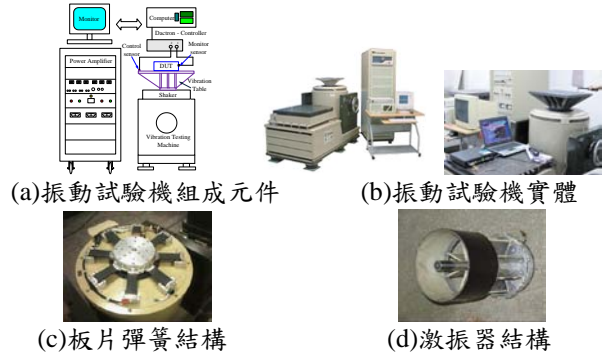 Monitor
Computer
Dactron - Controller
Control sensor
Monitor sensor
Power Amplifier
DUT
Vibration Table
Shaker
Vibration Testing Machine
(a)振動試驗機組成元件
(b)振動試驗機實體
(c)板片彈簧結構
(d)激振器結構